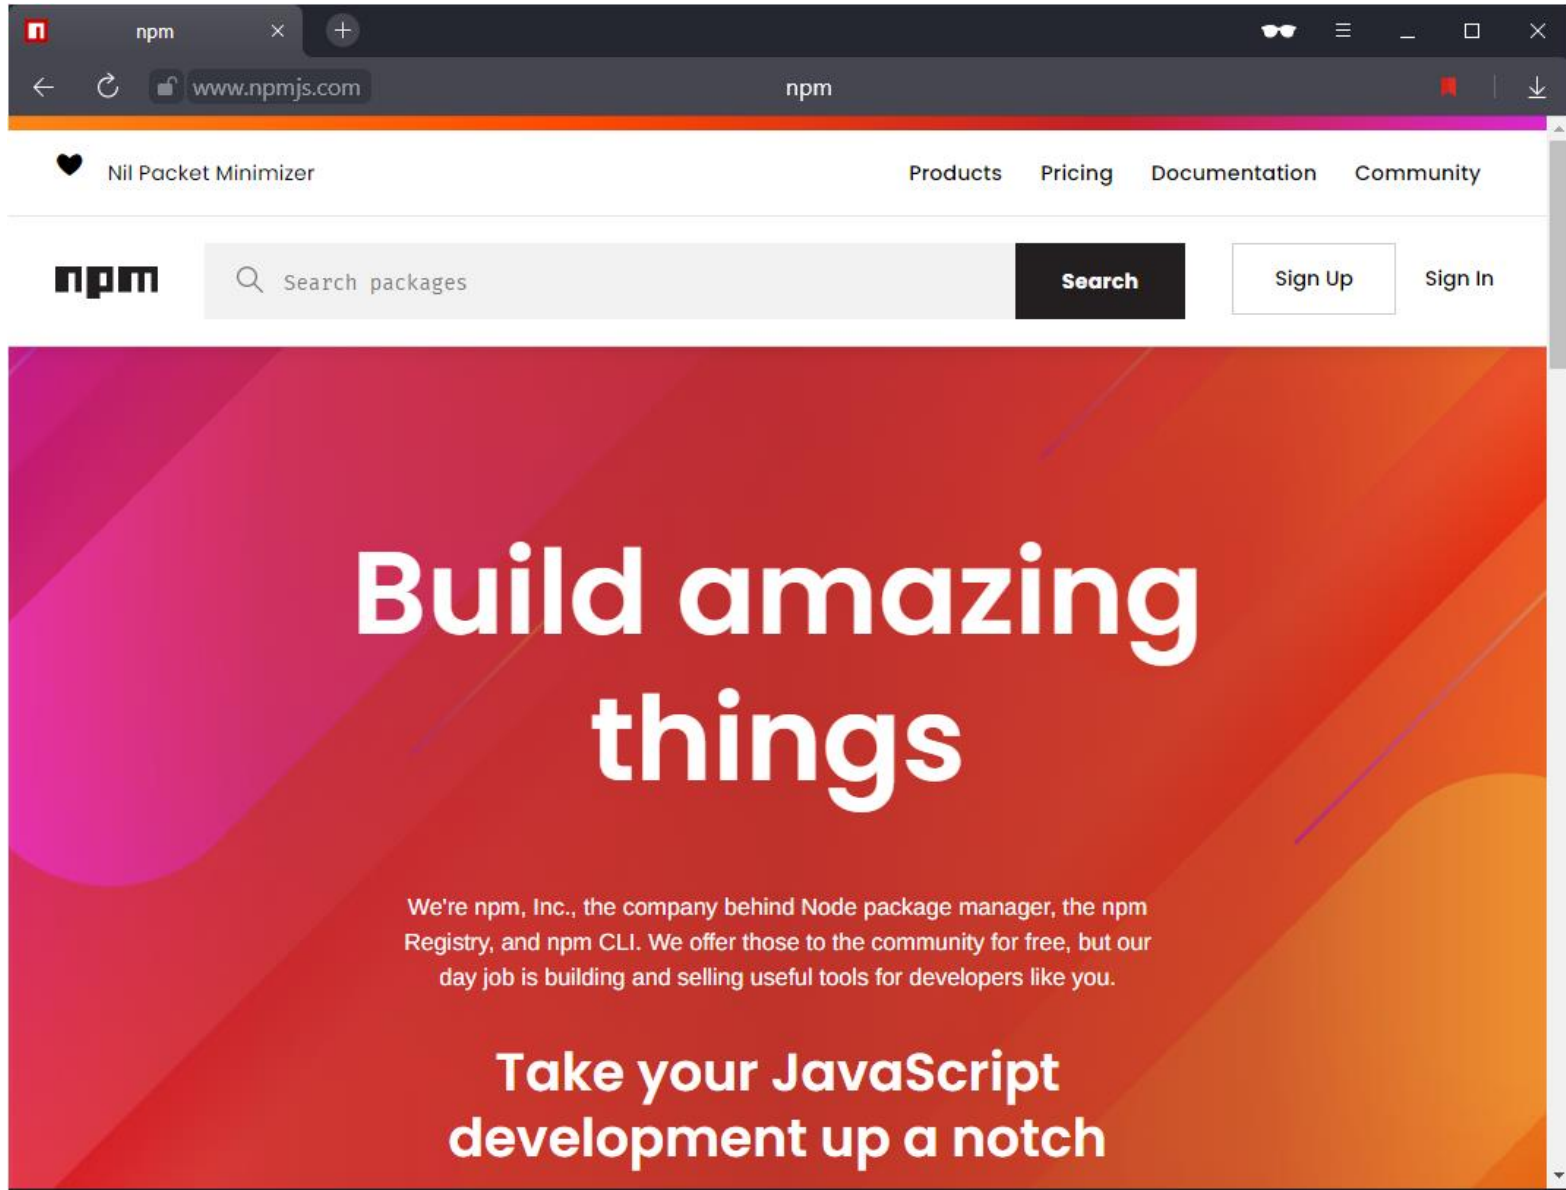 npm
www.npmjs.com
npm
Nil Packet Minimizer
Products
Pricing
Documentation
Community
npm
Search packages
Search
Sign Up
Sign In
Build amazing
things
We're npm, Inc., the company behind Node package manager, the npm
Registry, and npm CLI. We offer those to the community for free, but our
day job is building and selling useful tools for developers like you.
Take your JavaScript
development up a notch